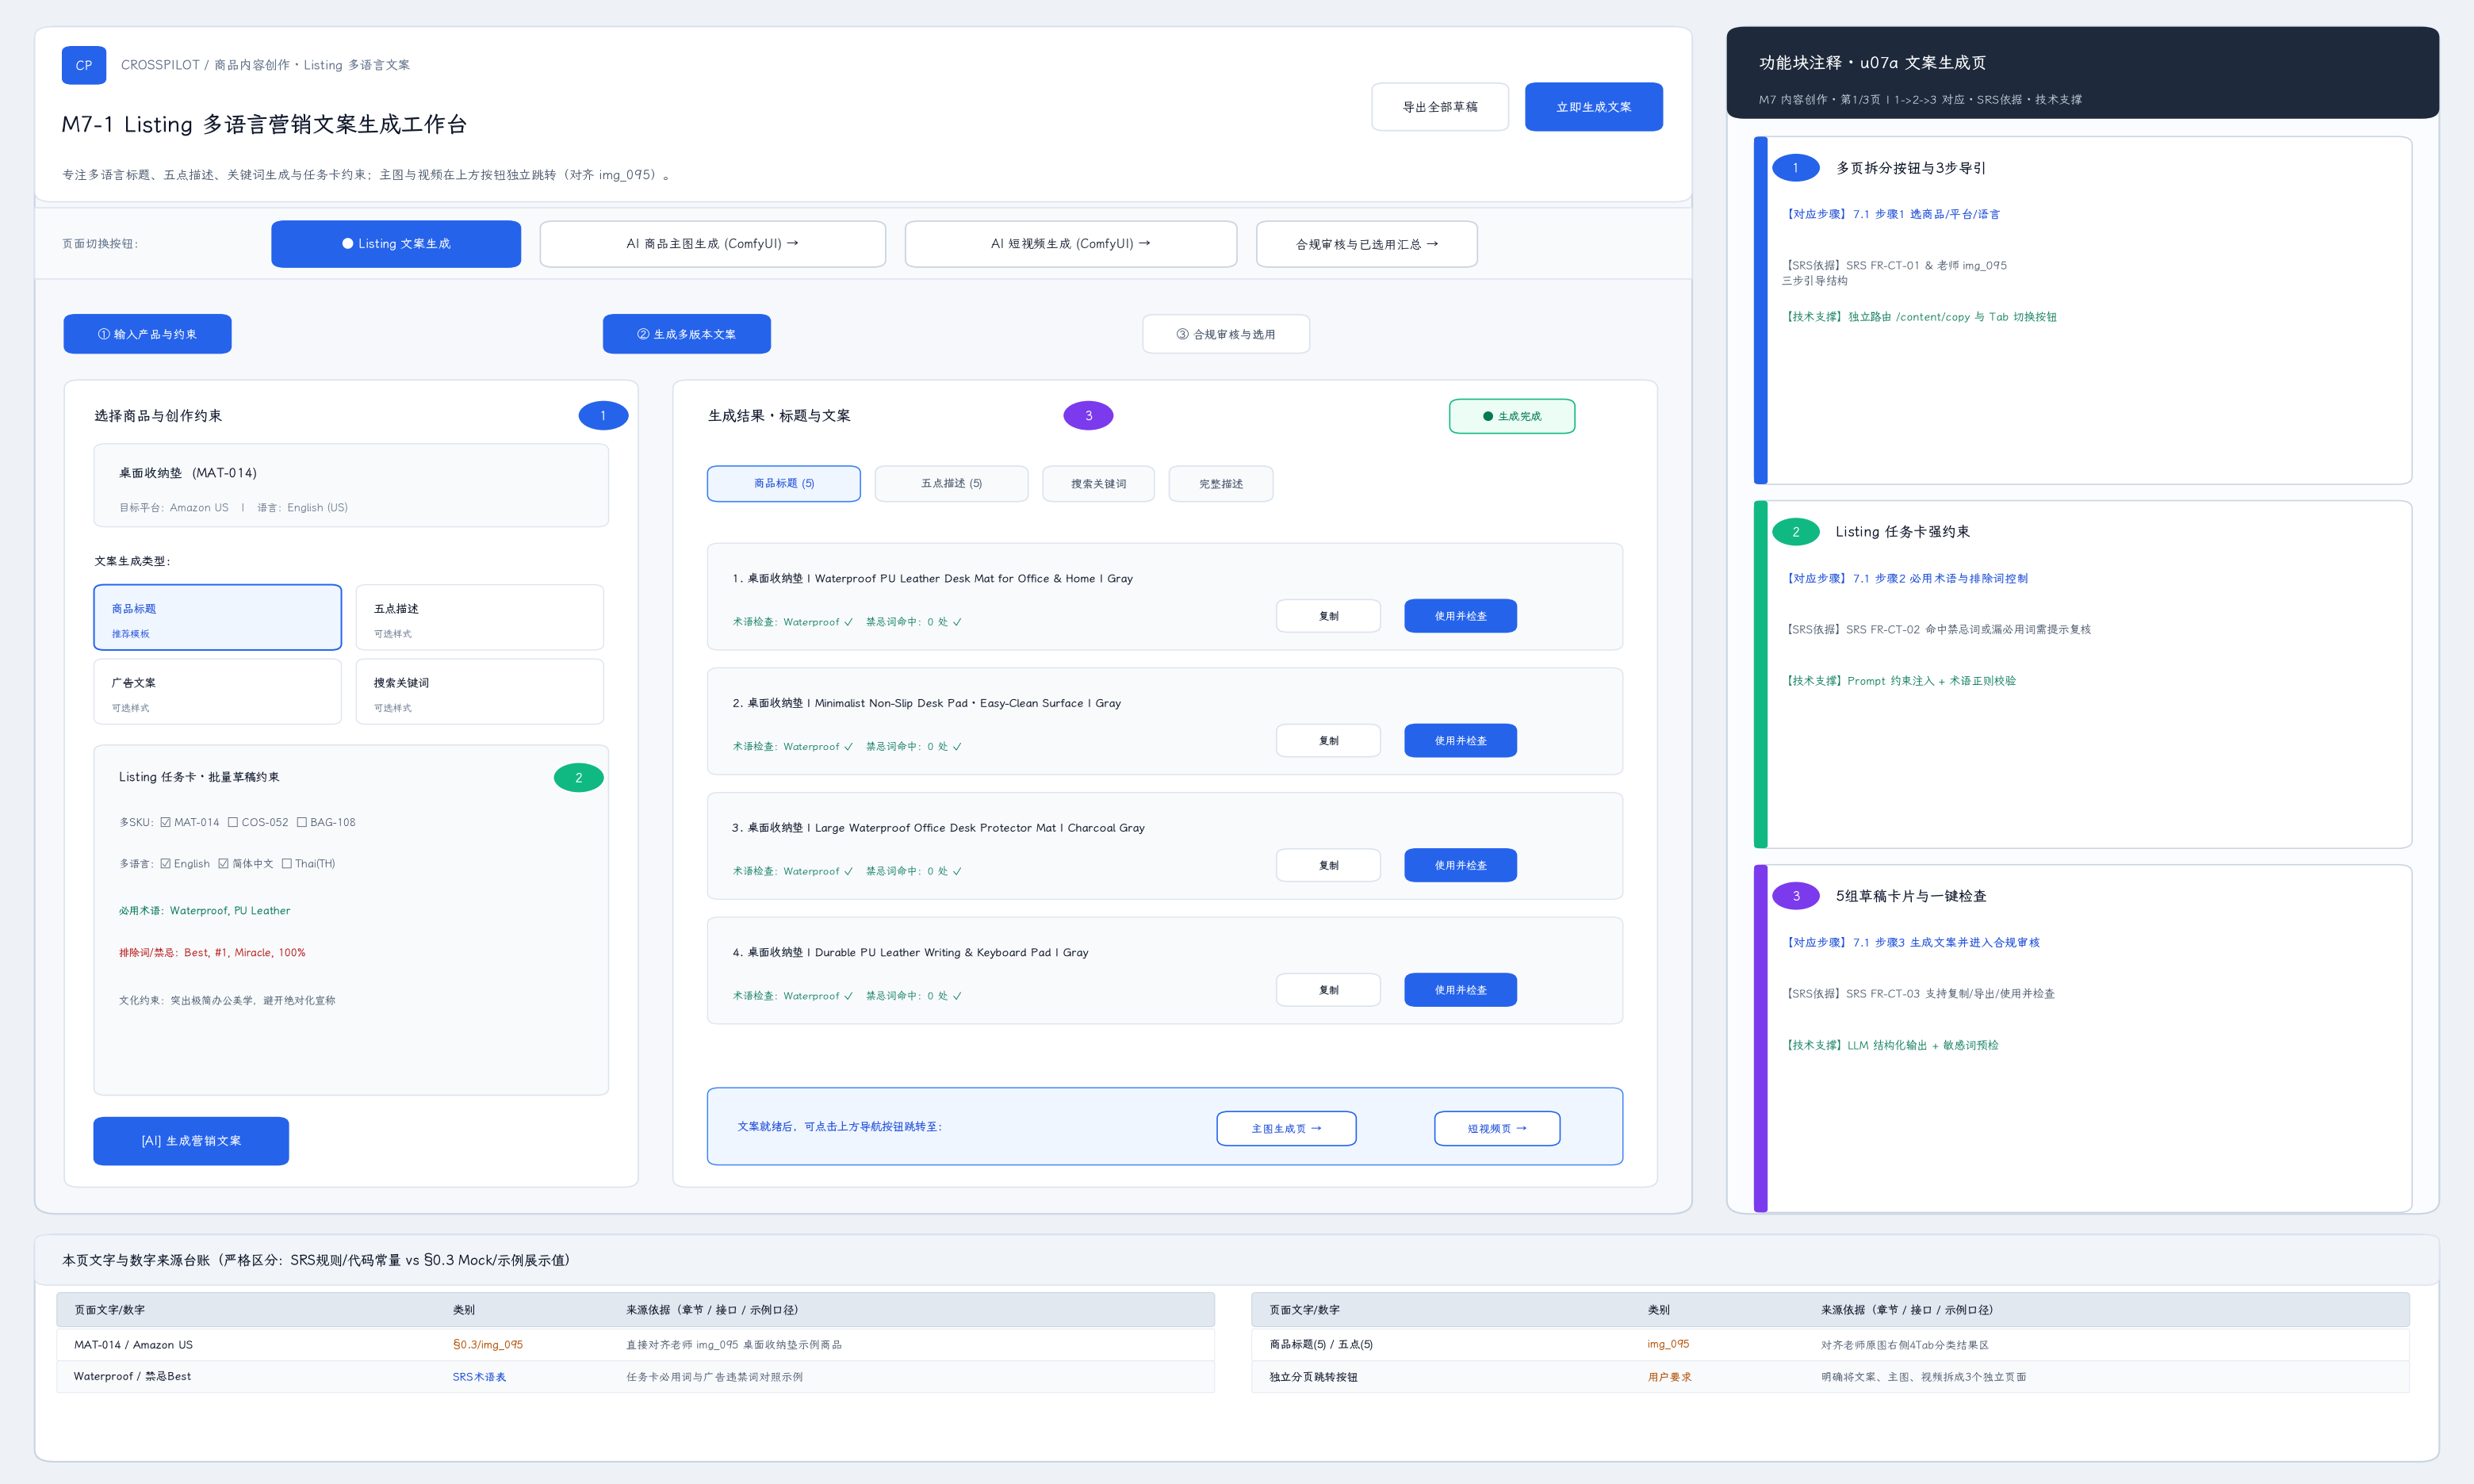 CP
CROSSPILOT / 商品内容创作・Listing 多语言文案
M7-1 Listing 多语言营销文案生成工作台
专注多语言标题、五点描述、关键词生成与任务卡约束；主图与视频在上方按钮独立跳转（对齐 img_095）。
导出全部草稿
立即生成文案
页面切换按钮：
● Listing 文案生成
AI 商品主图生成 (ComfyUI) →
AI 短视频生成 (ComfyUI) →
合规审核与已选用汇总 →
① 输入产品与约束
② 生成多版本文案
③ 合规审核与选用
选择商品与创作约束
1
桌面收纳垫 (MAT-014)
目标平台：Amazon US | 语言：English (US)
文案生成类型：
商品标题
推荐模板
五点描述
可选样式
广告文案
可选样式
搜索关键词
可选样式
Listing 任务卡・批量草稿约束
2
多SKU：☑ MAT-014 ☐ COS-052 ☐ BAG-108
多语言：☑ English ☑ 简体中文 ☐ Thai(TH)
必用术语：Waterproof, PU Leather
排除词/禁忌：Best, #1, Miracle, 100%
文化约束：突出极简办公美学，避开绝对化宣称
[AI] 生成营销文案
生成结果・标题与文案
3
● 生成完成
商品标题 (5)
五点描述 (5)
搜索关键词
完整描述
1. 桌面收纳垫 | Waterproof PU Leather Desk Mat for Office & Home | Gray
术语检查：Waterproof ✓ 禁忌词命中：0 处 ✓
复制
使用并检查
2. 桌面收纳垫 | Minimalist Non-Slip Desk Pad・Easy-Clean Surface | Gray
术语检查：Waterproof ✓ 禁忌词命中：0 处 ✓
复制
使用并检查
3. 桌面收纳垫 | Large Waterproof Office Desk Protector Mat | Charcoal Gray
术语检查：Waterproof ✓ 禁忌词命中：0 处 ✓
复制
使用并检查
4. 桌面收纳垫 | Durable PU Leather Writing & Keyboard Pad | Gray
术语检查：Waterproof ✓ 禁忌词命中：0 处 ✓
复制
使用并检查
文案就绪后，可点击上方导航按钮跳转至：
主图生成页 →
短视频页 →
功能块注释・u07a 文案生成页
M7 内容创作・第1/3页 | 1->2->3 对应・SRS依据・技术支撑
1
多页拆分按钮与3步导引
【对应步骤】7.1 步骤1 选商品/平台/语言
【SRS依据】SRS FR-CT-01 & 老师 img_095
三步引导结构
【技术支撑】独立路由 /content/copy 与 Tab 切换按钮
2
Listing 任务卡强约束
【对应步骤】7.1 步骤2 必用术语与排除词控制
【SRS依据】SRS FR-CT-02 命中禁忌词或漏必用词需提示复核
【技术支撑】Prompt 约束注入 + 术语正则校验
3
5组草稿卡片与一键检查
【对应步骤】7.1 步骤3 生成文案并进入合规审核
【SRS依据】SRS FR-CT-03 支持复制/导出/使用并检查
【技术支撑】LLM 结构化输出 + 敏感词预检
本页文字与数字来源台账（严格区分：SRS规则/代码常量 vs §0.3 Mock/示例展示值）
页面文字/数字 类别 来源依据（章节 / 接口 / 示例口径）
MAT-014 / Amazon US §0.3/img_095 直接对齐老师 img_095 桌面收纳垫示例商品
Waterproof / 禁忌Best SRS术语表 任务卡必用词与广告违禁词对照示例
页面文字/数字 类别 来源依据（章节 / 接口 / 示例口径）
商品标题(5) / 五点(5) img_095 对齐老师原图右侧4Tab分类结果区
独立分页跳转按钮 用户要求 明确将文案、主图、视频拆成3个独立页面